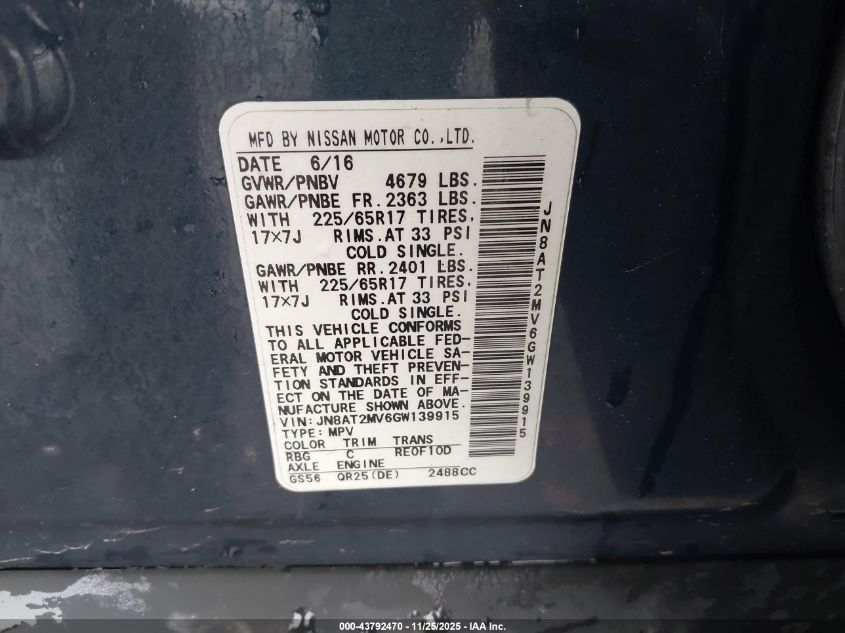 MFD BY NISSAN MOTOR CO.,LTD.
DATE 6/16
GVWR/PNBV 4679 LBS.
GAWR/PNBE FR. 2363 LBS.
WITH 225/65R17 TIRES,
17×7J RIMS.AT 33 PSI
COLD SINGLE.
GAWR/PNBE RR. 2401 LBS.
WITH 225/65R17 TIRES,
17×7J RIMS.AT 33 PSI
COLD SINGLE.
THIS VEHICLE CONFORMS
TO ALL APPLICABLE FED-
ERAL MOTOR VEHICLE SA-
FETY AND THEFT PREVEN-
TION STANDARDS IN EFF-
ECT ON THE DATE OF MA-
NUFACTURE SHOWN ABOVE.
VIN: JN8AT2MV6GW139915
TYPE: MPV
COLOR TRIM TRANS
RBG C RE0F10D
AXLE ENGINE
GS56 QR25(DE) 2488CC
JN8AT2MV6GW139915
000-43792470 — 11/25/2025 — IAA Inc.